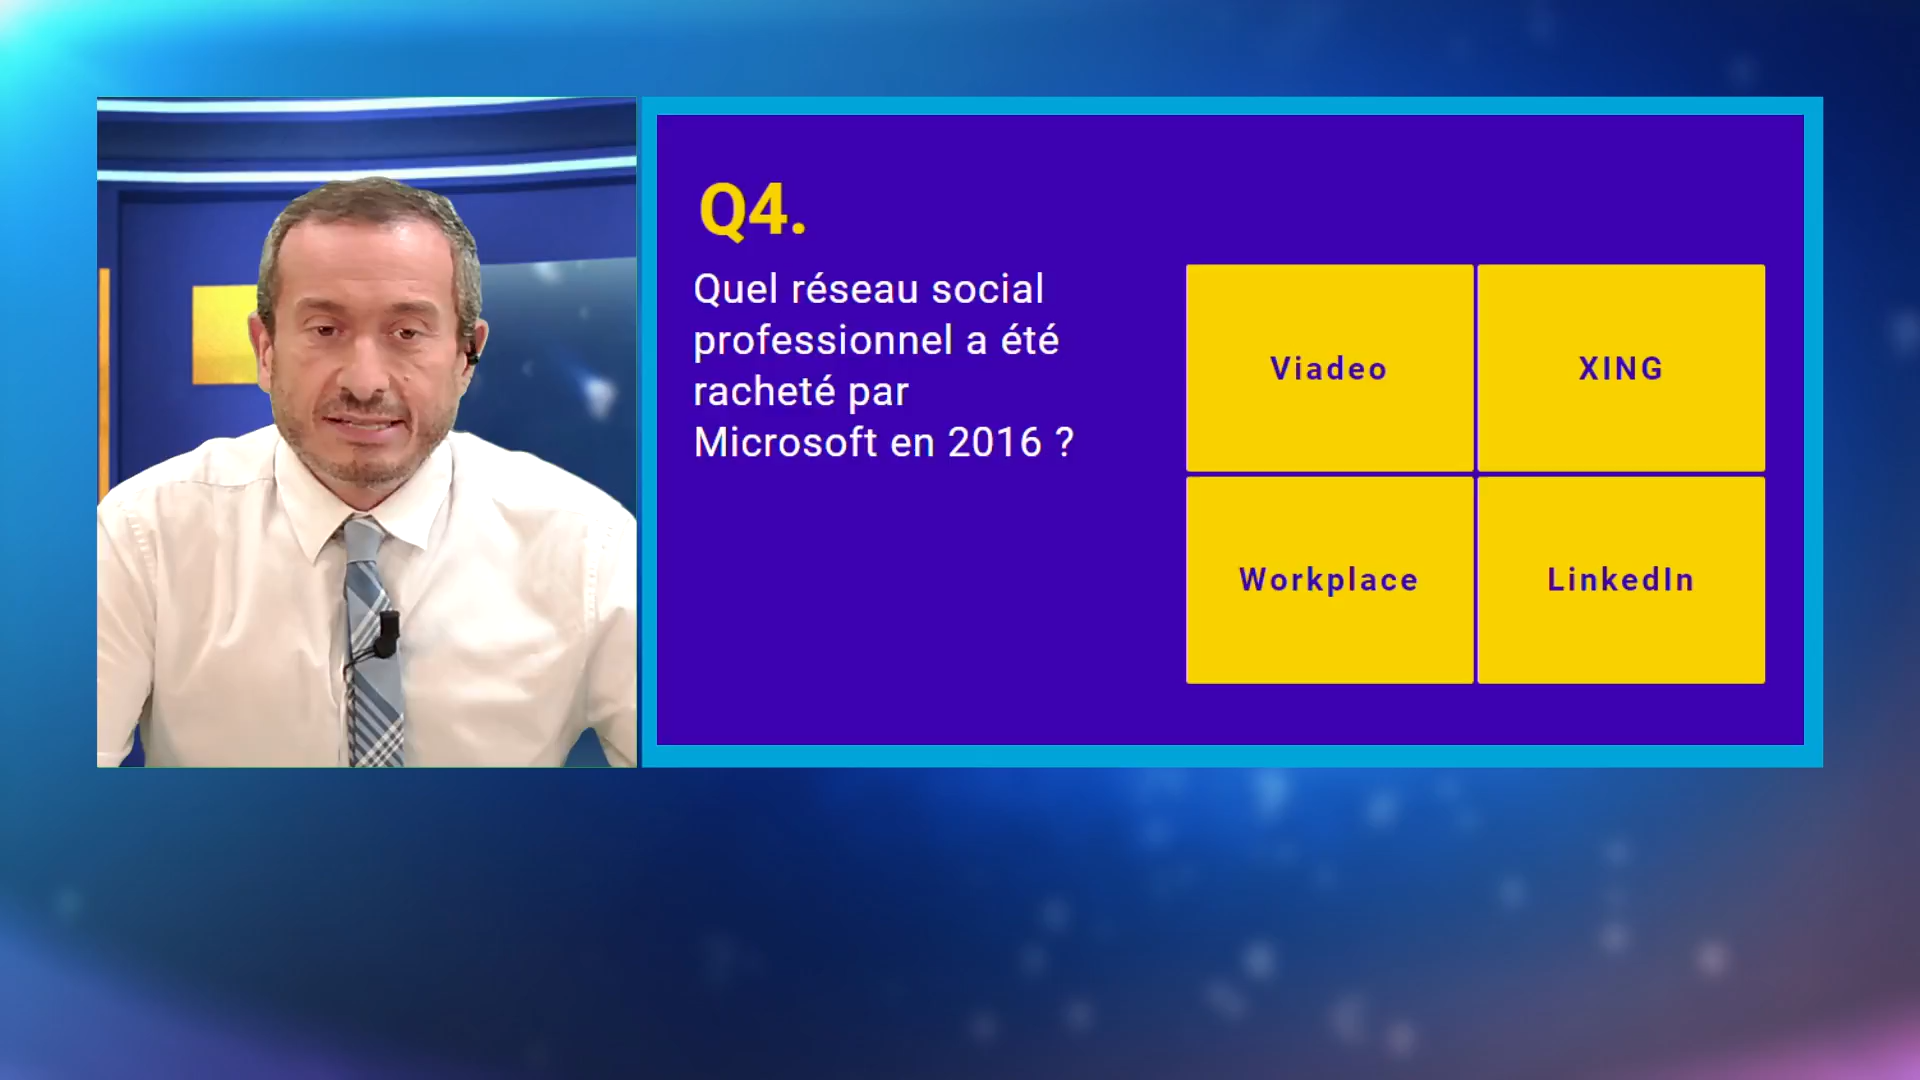 Q4.
Quel réseau social
professionnel a été
racheté par
Microsoft en 2016 ?
Viadeo
XING
Workplace
LinkedIn